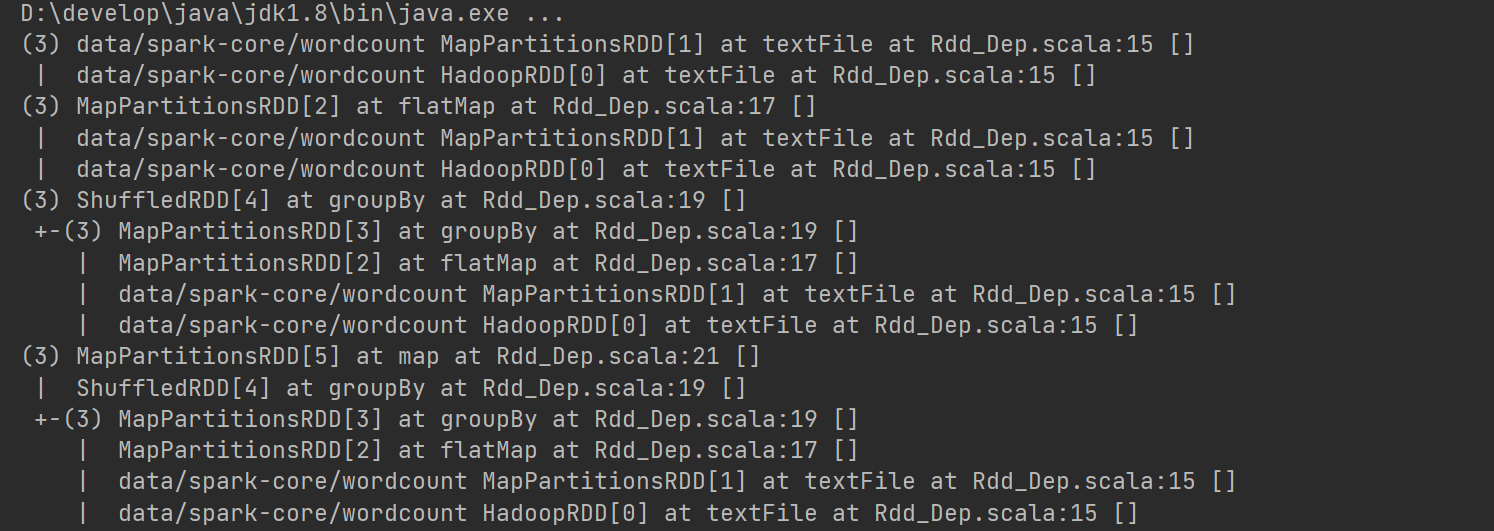 D:\develop\java\jdk1.8\bin\java.exe ...
(3) data/spark-core/wordcount MapPartitionsRDD[1] at textFile at Rdd_Dep.scala:15 []
 |  data/spark-core/wordcount HadoopRDD[0] at textFile at Rdd_Dep.scala:15 []
(3) MapPartitionsRDD[2] at flatMap at Rdd_Dep.scala:17 []
 |  data/spark-core/wordcount MapPartitionsRDD[1] at textFile at Rdd_Dep.scala:15 []
 |  data/spark-core/wordcount HadoopRDD[0] at textFile at Rdd_Dep.scala:15 []
(3) ShuffledRDD[4] at groupBy at Rdd_Dep.scala:19 []
 +-(3) MapPartitionsRDD[3] at groupBy at Rdd_Dep.scala:19 []
    |  MapPartitionsRDD[2] at flatMap at Rdd_Dep.scala:17 []
    |  data/spark-core/wordcount MapPartitionsRDD[1] at textFile at Rdd_Dep.scala:15 []
    |  data/spark-core/wordcount HadoopRDD[0] at textFile at Rdd_Dep.scala:15 []
(3) MapPartitionsRDD[5] at map at Rdd_Dep.scala:21 []
 |  ShuffledRDD[4] at groupBy at Rdd_Dep.scala:19 []
 +-(3) MapPartitionsRDD[3] at groupBy at Rdd_Dep.scala:19 []
    |  MapPartitionsRDD[2] at flatMap at Rdd_Dep.scala:17 []
    |  data/spark-core/wordcount MapPartitionsRDD[1] at textFile at Rdd_Dep.scala:15 []
    |  data/spark-core/wordcount HadoopRDD[0] at textFile at Rdd_Dep.scala:15 []